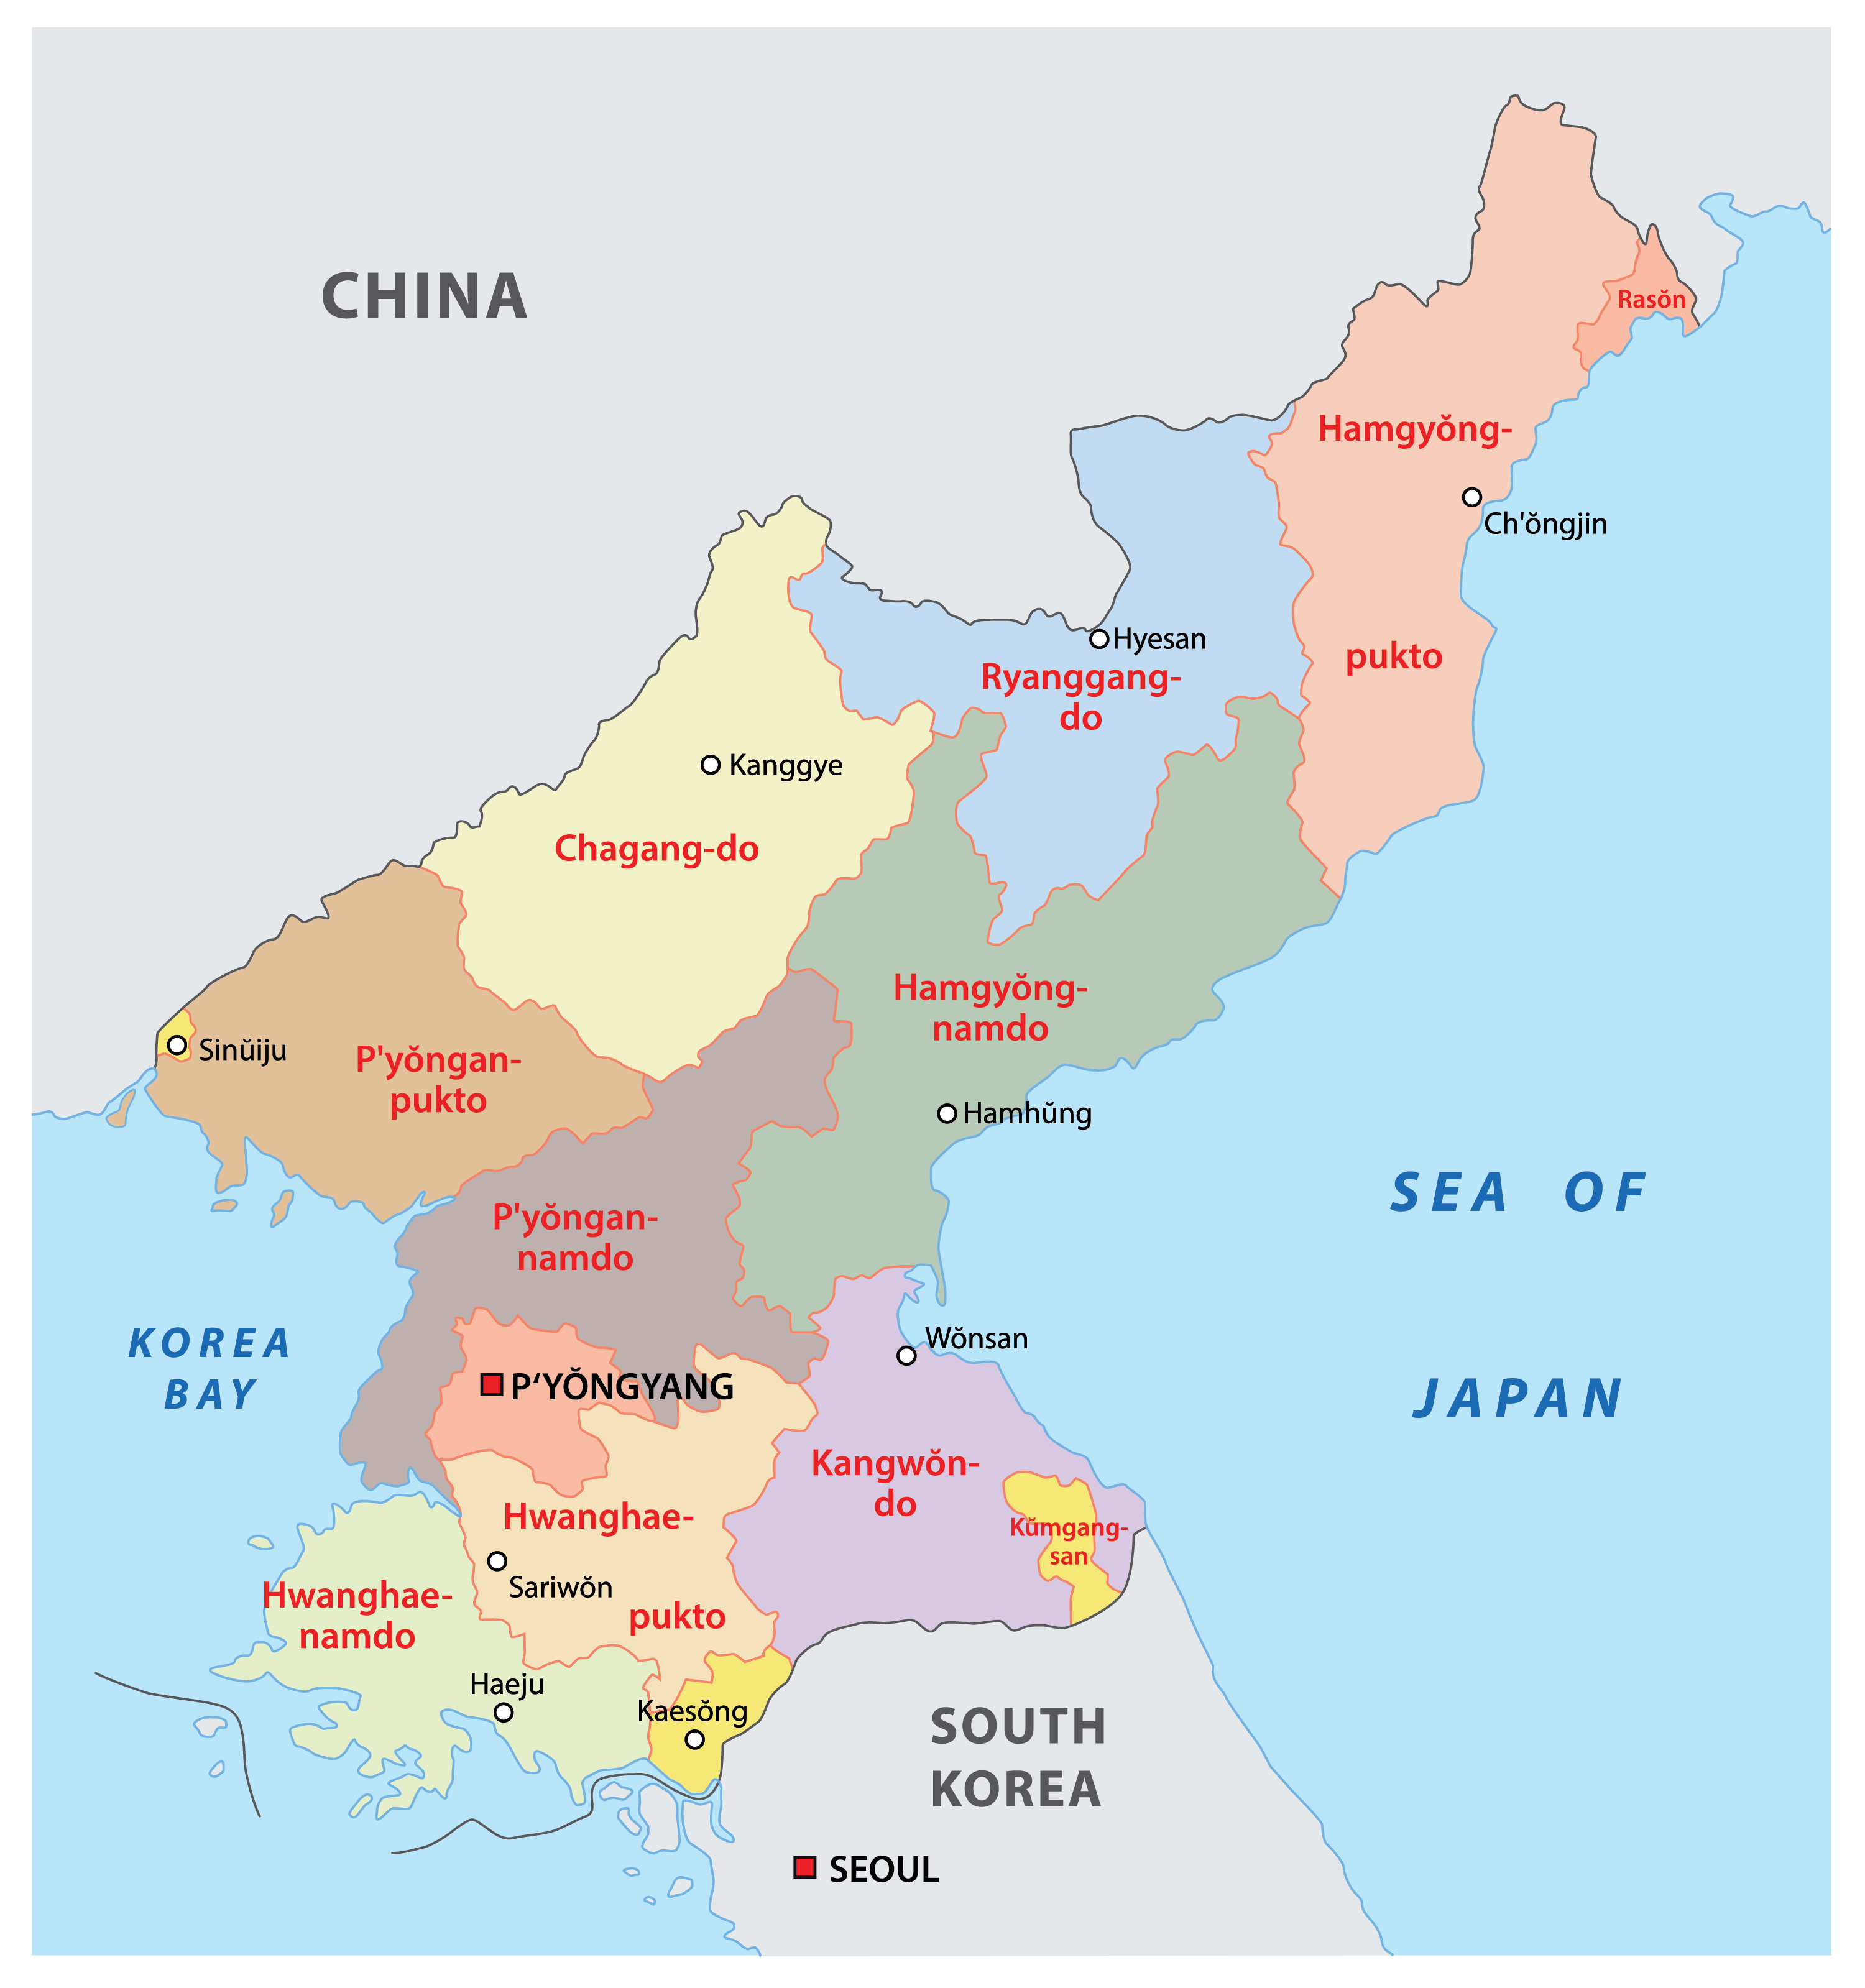 CHINA
Rasŏn
Hamgyŏng-
Ch'ŏngjin
Hyesan
pukto
Ryanggang-
do
Kanggye
Chagang-do
Hamgyŏng-
namdo
Sinŭiju
P'yŏngan-
pukto
Hamhŭng
SEA OF
P'yŏngan-
namdo
KOREA
BAY
Wŏnsan
P‘YŎNGYANG
JAPAN
Kangwŏn-
do
Hwanghae-
Kŭmgang-
san
Sariwŏn
Hwanghae-
namdo
pukto
Haeju
Kaesŏng
SOUTH
KOREA
SEOUL